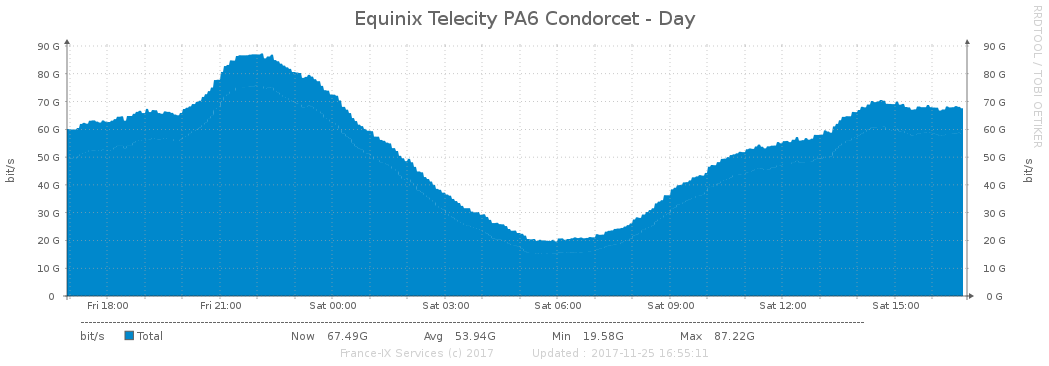 Equinix Telecity PA6 Condorcet - Day
RRDTOOL / TOBI OETIKER
90 G 90 G
80 G 80 G
70 G 70 G
60 G 60 G
50 G 50 G
40 G 40 G
30 G 30 G
20 G 20 G
10 G 10 G
0 0 G
bit/s
bit/s
Fri 18:00 Fri 21:00 Sat 00:00 Sat 03:00 Sat 06:00 Sat 09:00 Sat 12:00 Sat 15:00
bit/s Total Now 67.49G Avg 53.94G Min 19.58G Max 87.22G
France-IX Services (c) 2017 Updated : 2017-11-25 16:55:11